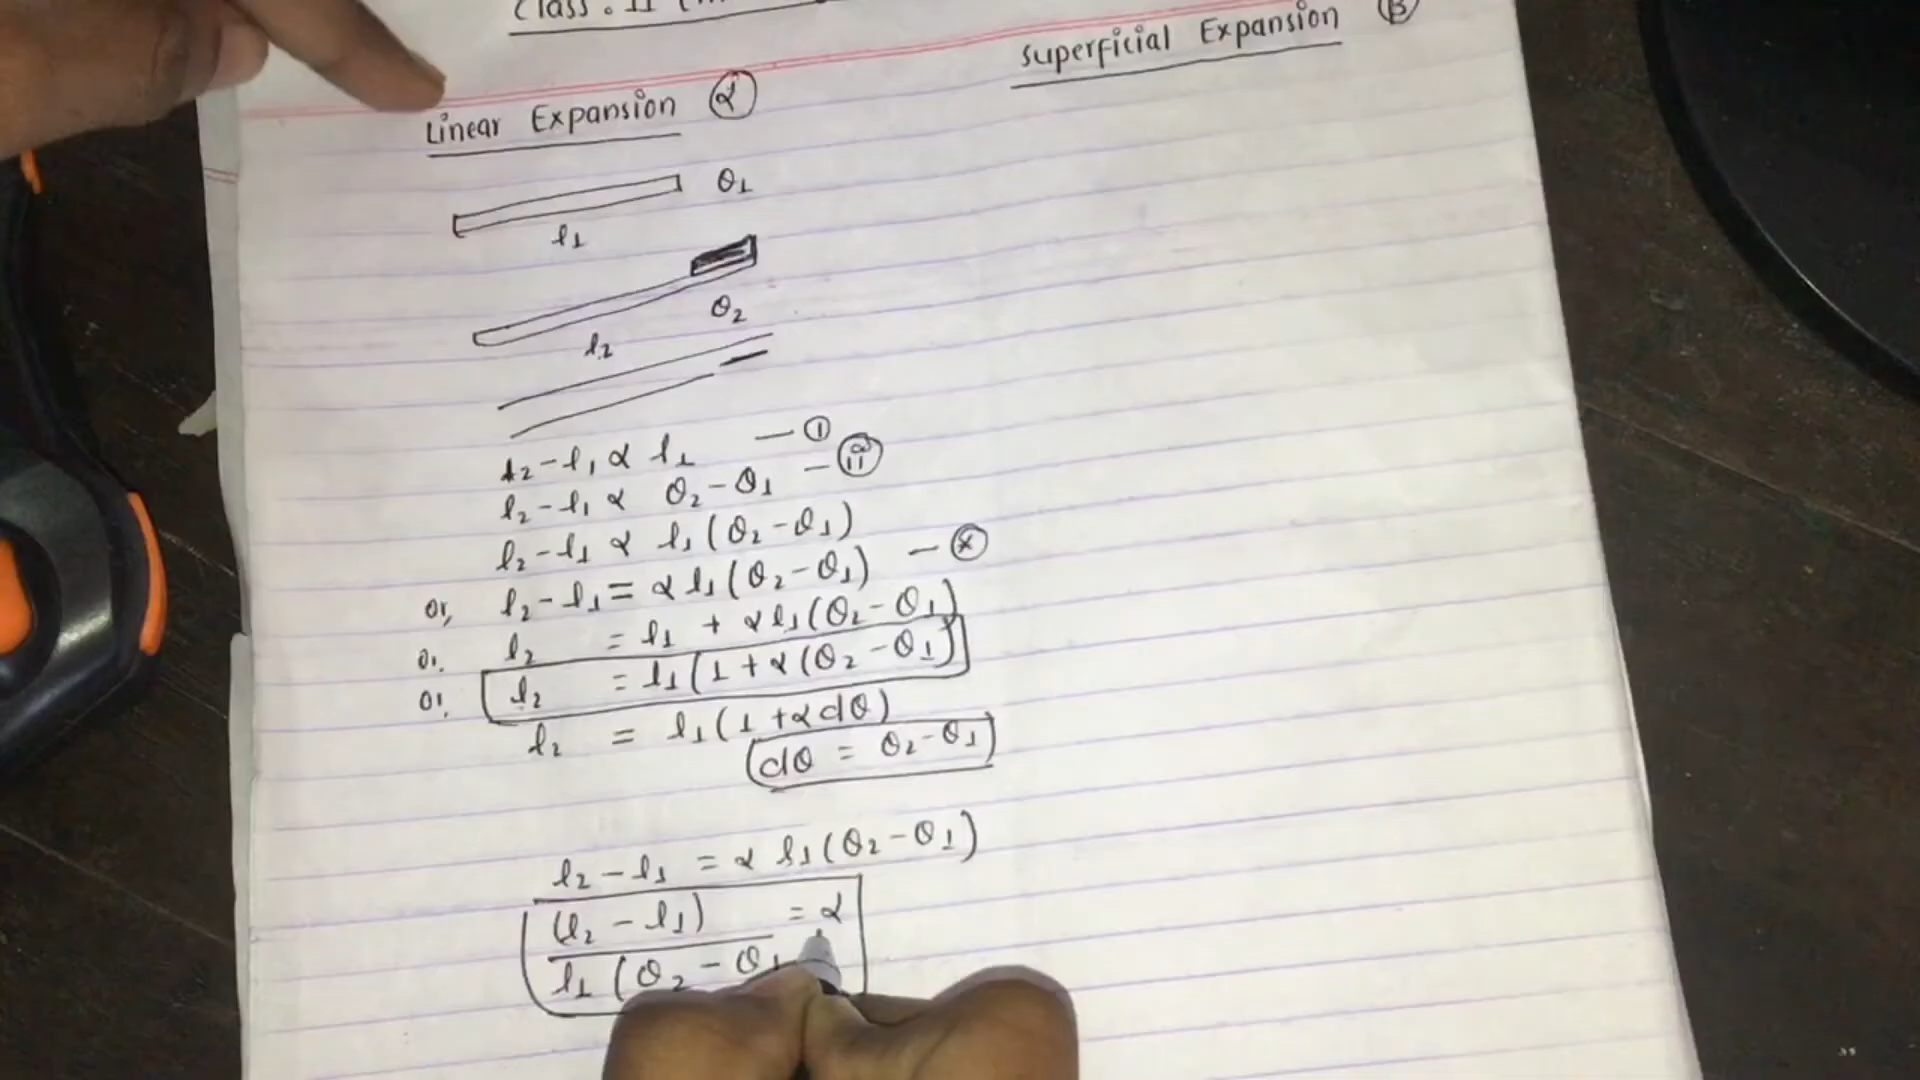 Class. 11
Linear Expansion α
Superficial Expansion β
θ1
l1
θ2
l2
l2 - l1 α l1 — ①
l2 - l1 α θ2 - θ1 — ⅱ
l2 - l1 α l1 (θ2 - θ1)
or, l2 - l1 = α l1 (θ2 - θ1) — *
or. l2 = l1 + α l1 (θ2 - θ1)
or. l2 = l1 (1 + α (θ2 - θ1)
l2 = l1 (1 + α dθ)
dθ = θ2 - θ1)
l2 - l1 = α l1 (θ2 - θ1)
(l2 - l1) = α
l1 (θ2 - θ1